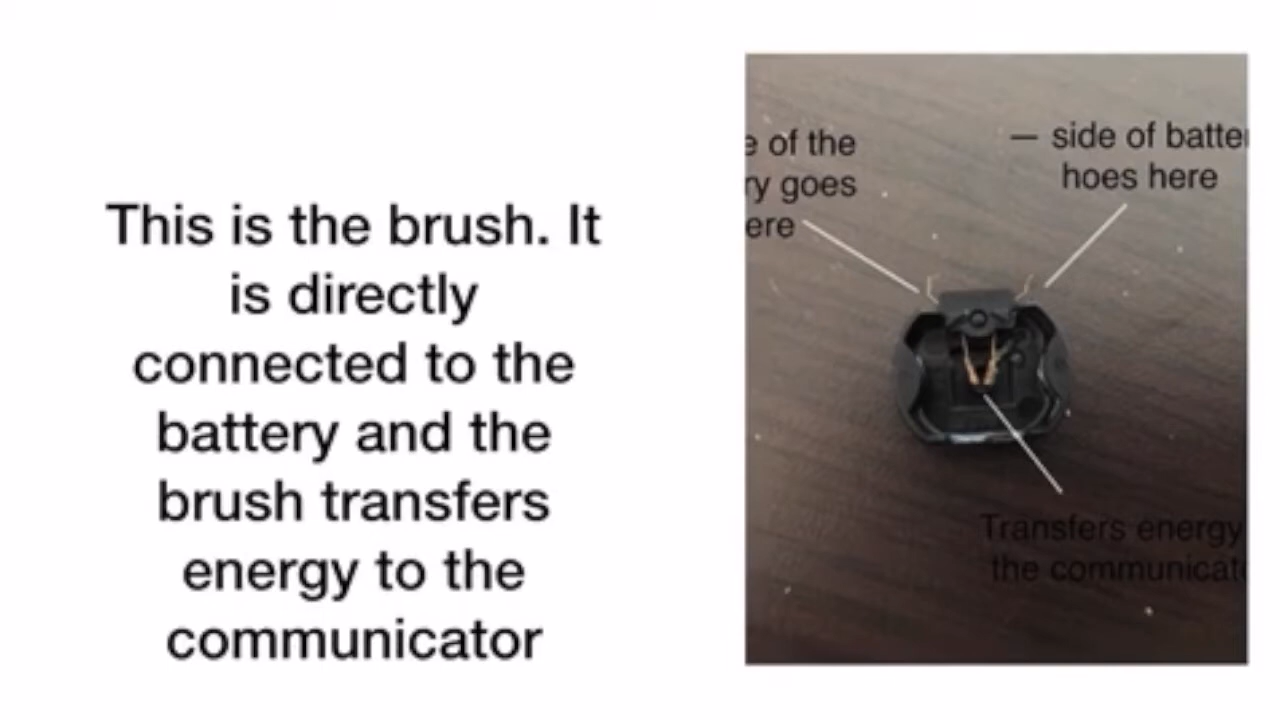 This is the brush. It
is directly
connected to the
battery and the
brush transfers
energy to the
communicator
e of the
ry goes
ere
— side of batte
hoes here
Transfers energy
the communicat